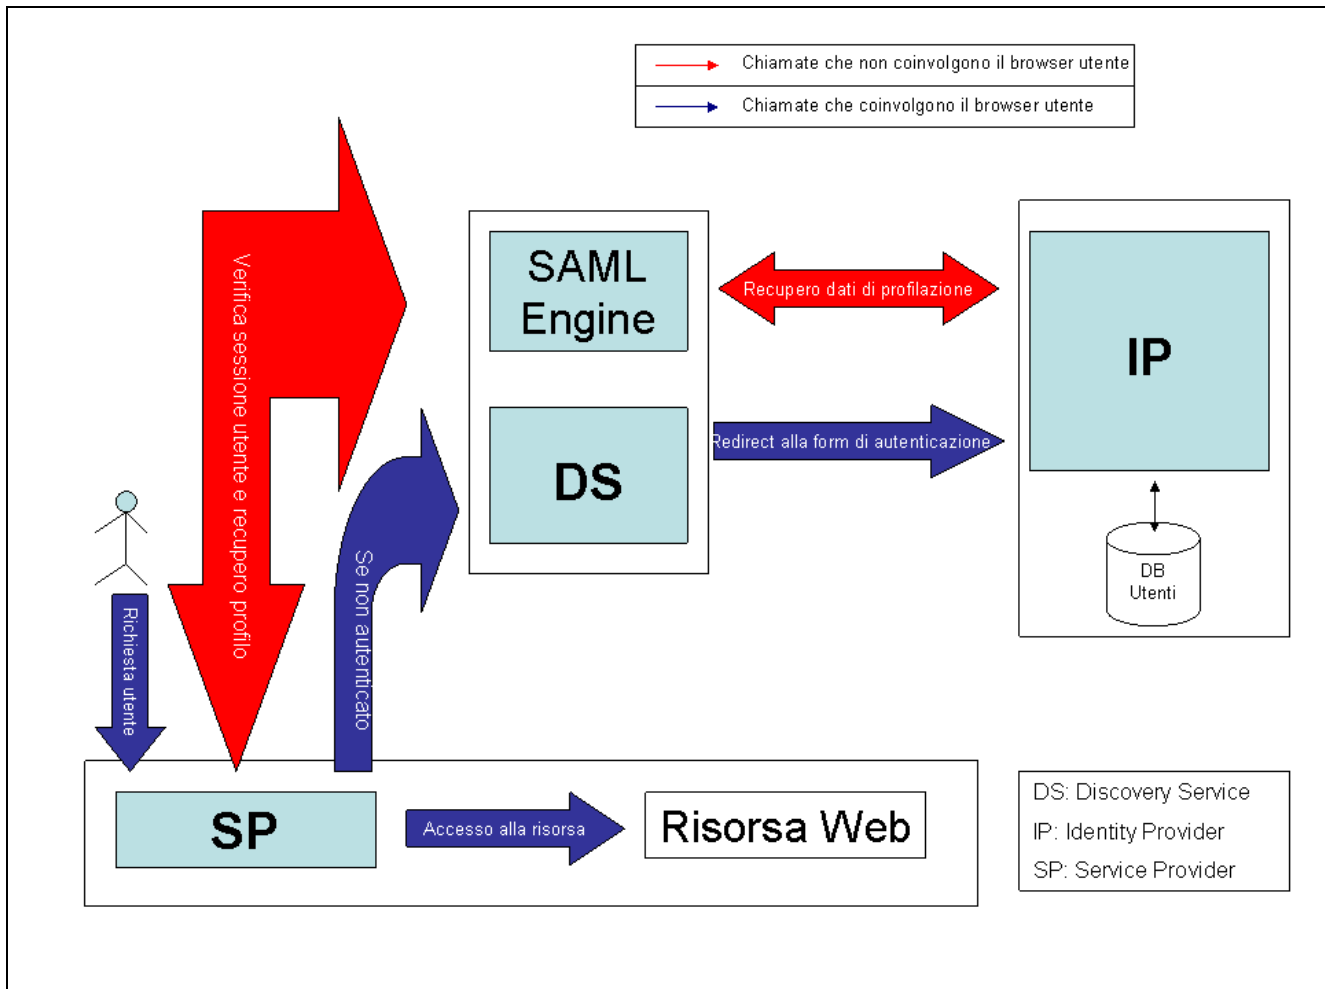 Chiamate che non coinvolgono il browser utente
Chiamate che coinvolgono il browser utente
Verifica sessione utente e recupero profilo
SAML
Engine
Recupero dati di profilazione
IP
DS
Redirect alla form di autenticazione
Se non autenticato
DB
Utenti
Richiesta utente
SP
Accesso alla risorsa
Risorsa Web
DS: Discovery Service
IP: Identity Provider
SP: Service Provider